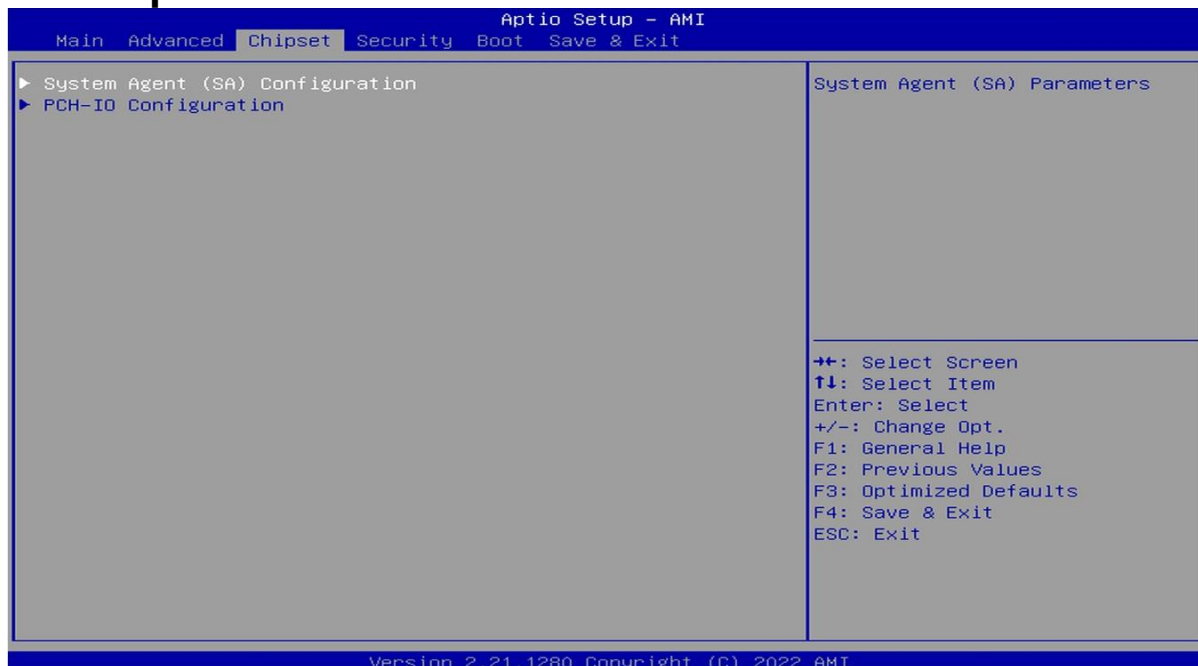 Aptio Setup – AMI
Main Advanced Chipset Security Boot Save & Exit
▶ System Agent (SA) Configuration
▶ PCH-IO Configuration
System Agent (SA) Parameters
→←: Select Screen
↑↓: Select Item
Enter: Select
+/-: Change Opt.
F1: General Help
F2: Previous Values
F3: Optimized Defaults
F4: Save & Exit
ESC: Exit
Version 2.21.1280 Copyright (C) 2022 AMI